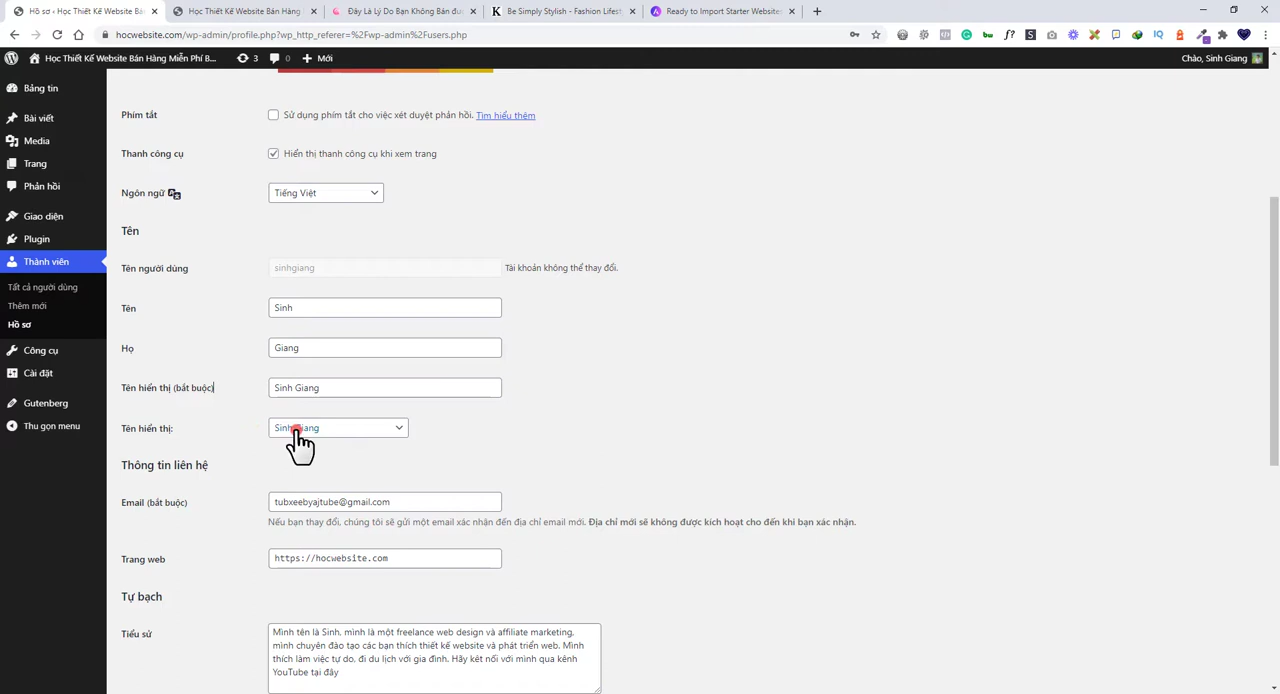 Hồ sơ ‹ Học Thiết Kế Website Bán
Học Thiết Kế Website Bán Hàng
Đây Là Lý Do Bạn Không Bán đư
Be Simply Stylish - Fashion Lifest
Ready to Import Starter Websites
hocwebsite.com/wp-admin/profile.php?wp_http_referer=%2Fwp-admin%2Fusers.php
Học Thiết Kế Website Bán Hàng Miễn Phí B...
3
0
Mới
Chào, Sinh Giang
Bảng tin
Bài viết
Media
Trang
Phản hồi
Giao diện
Plugin
Thành viên
Tất cả người dùng
Thêm mới
Hồ sơ
Công cụ
Cài đặt
Gutenberg
Thu gọn menu
Phím tắt
Sử dụng phím tắt cho việc xét duyệt phản hồi. Tìm hiểu thêm
Thanh công cụ
Hiển thị thanh công cụ khi xem trang
Ngôn ngữ
Tiếng Việt
Tên
Tên người dùng
sinhgiang
Tài khoản không thể thay đổi.
Tên
Sinh
Họ
Giang
Tên hiển thị (bắt buộc)
Sinh Giang
Tên hiển thị:
Sinh Giang
Thông tin liên hệ
Email (bắt buộc)
tubxeebyajtube@gmail.com
Nếu bạn thay đổi, chúng tôi sẽ gửi một email xác nhận đến địa chỉ email mới. Địa chỉ mới sẽ không được kích hoạt cho đến khi bạn xác nhận.
Trang web
https://hocwebsite.com
Tự bạch
Tiểu sử
Mình tên là Sinh, mình là một freelance web design và affiliate marketing,
mình chuyên đào tạo các bạn thích thiết kế website và phát triển web. Mình
thích làm việc tự do, đi du lịch với gia đình. Hãy kết nối với mình qua kênh
YouTube tại đây